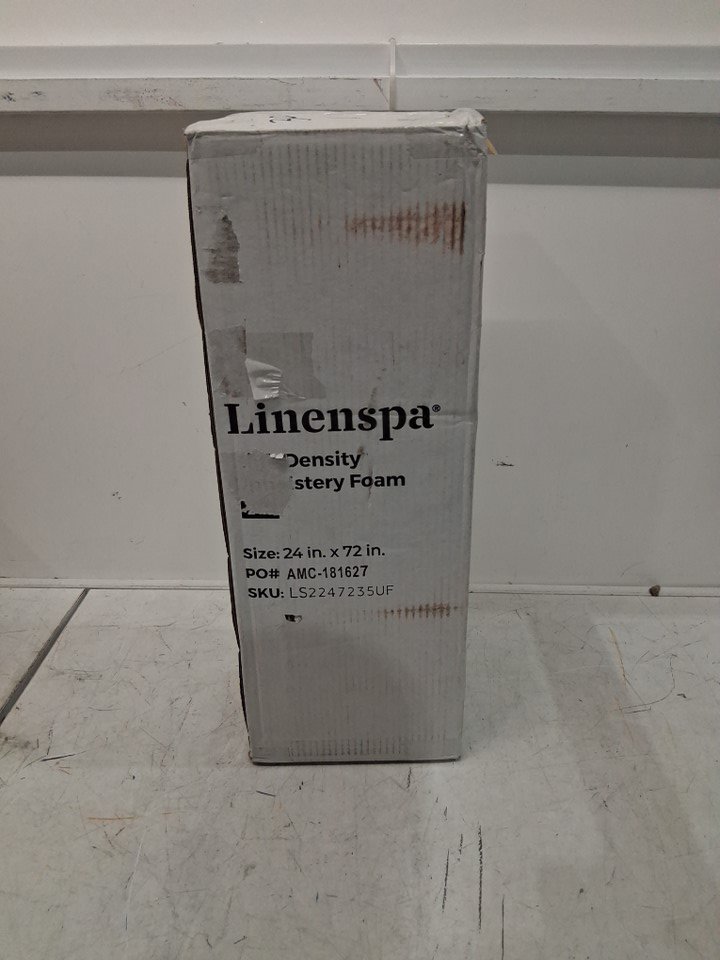 Linenspa®
Density
stery Foam
Size: 24 in. x 72 in.
PO# AMC-181627
SKU: LS2247235UF